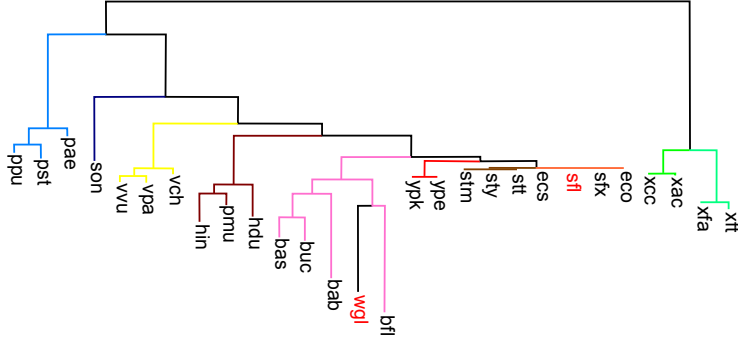 ppu
pst
pae
son
vvu
vpa
vch
hin
pmu
hdu
bas
buc
bab
wgl
bfl
ypk
ype
stm
sty
stt
ecs
sfl
sfx
eco
xcc
xac
xfa
xft